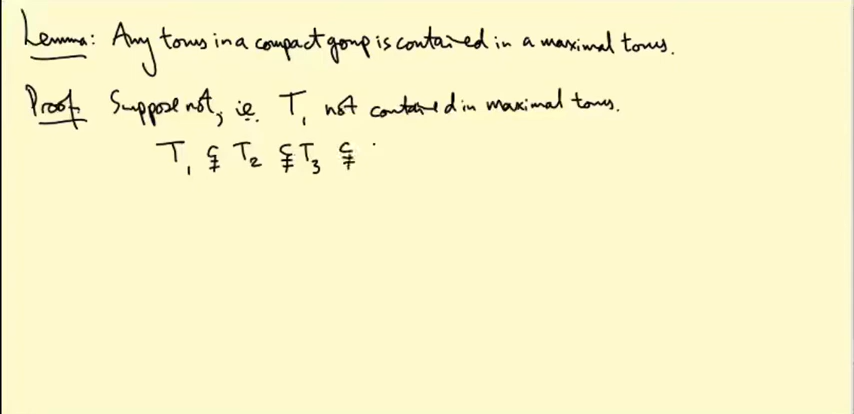 Lemma: Any torus in a compact group is contained in a maximal torus.
Proof Suppose not, ie. T₁ not contained in maximal torus.
T₁ ⊊ T₂ ⊊ T₃ ⊊